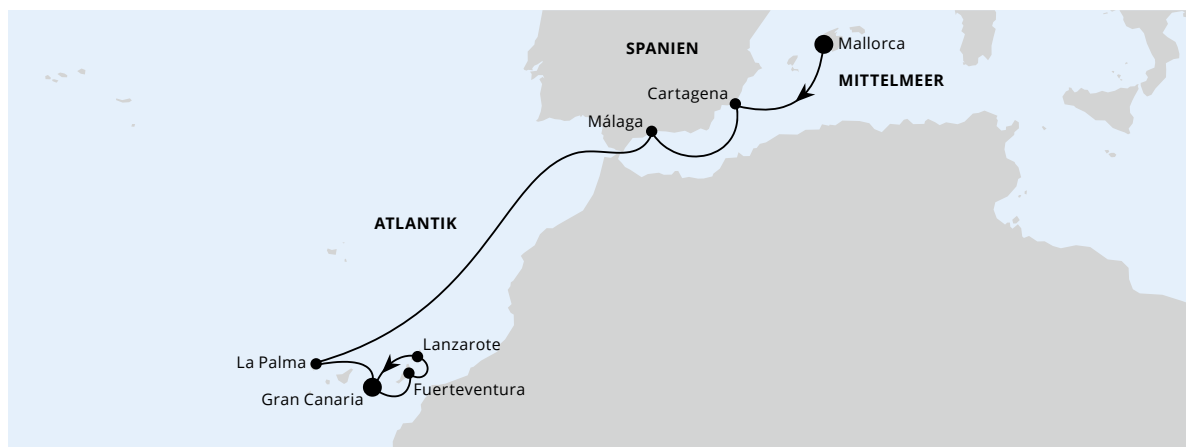 SPANIEN
Mallorca
MITTELMEER
Cartagena
Málaga
ATLANTIK
Lanzarote
La Palma
Fuerteventura
Gran Canaria